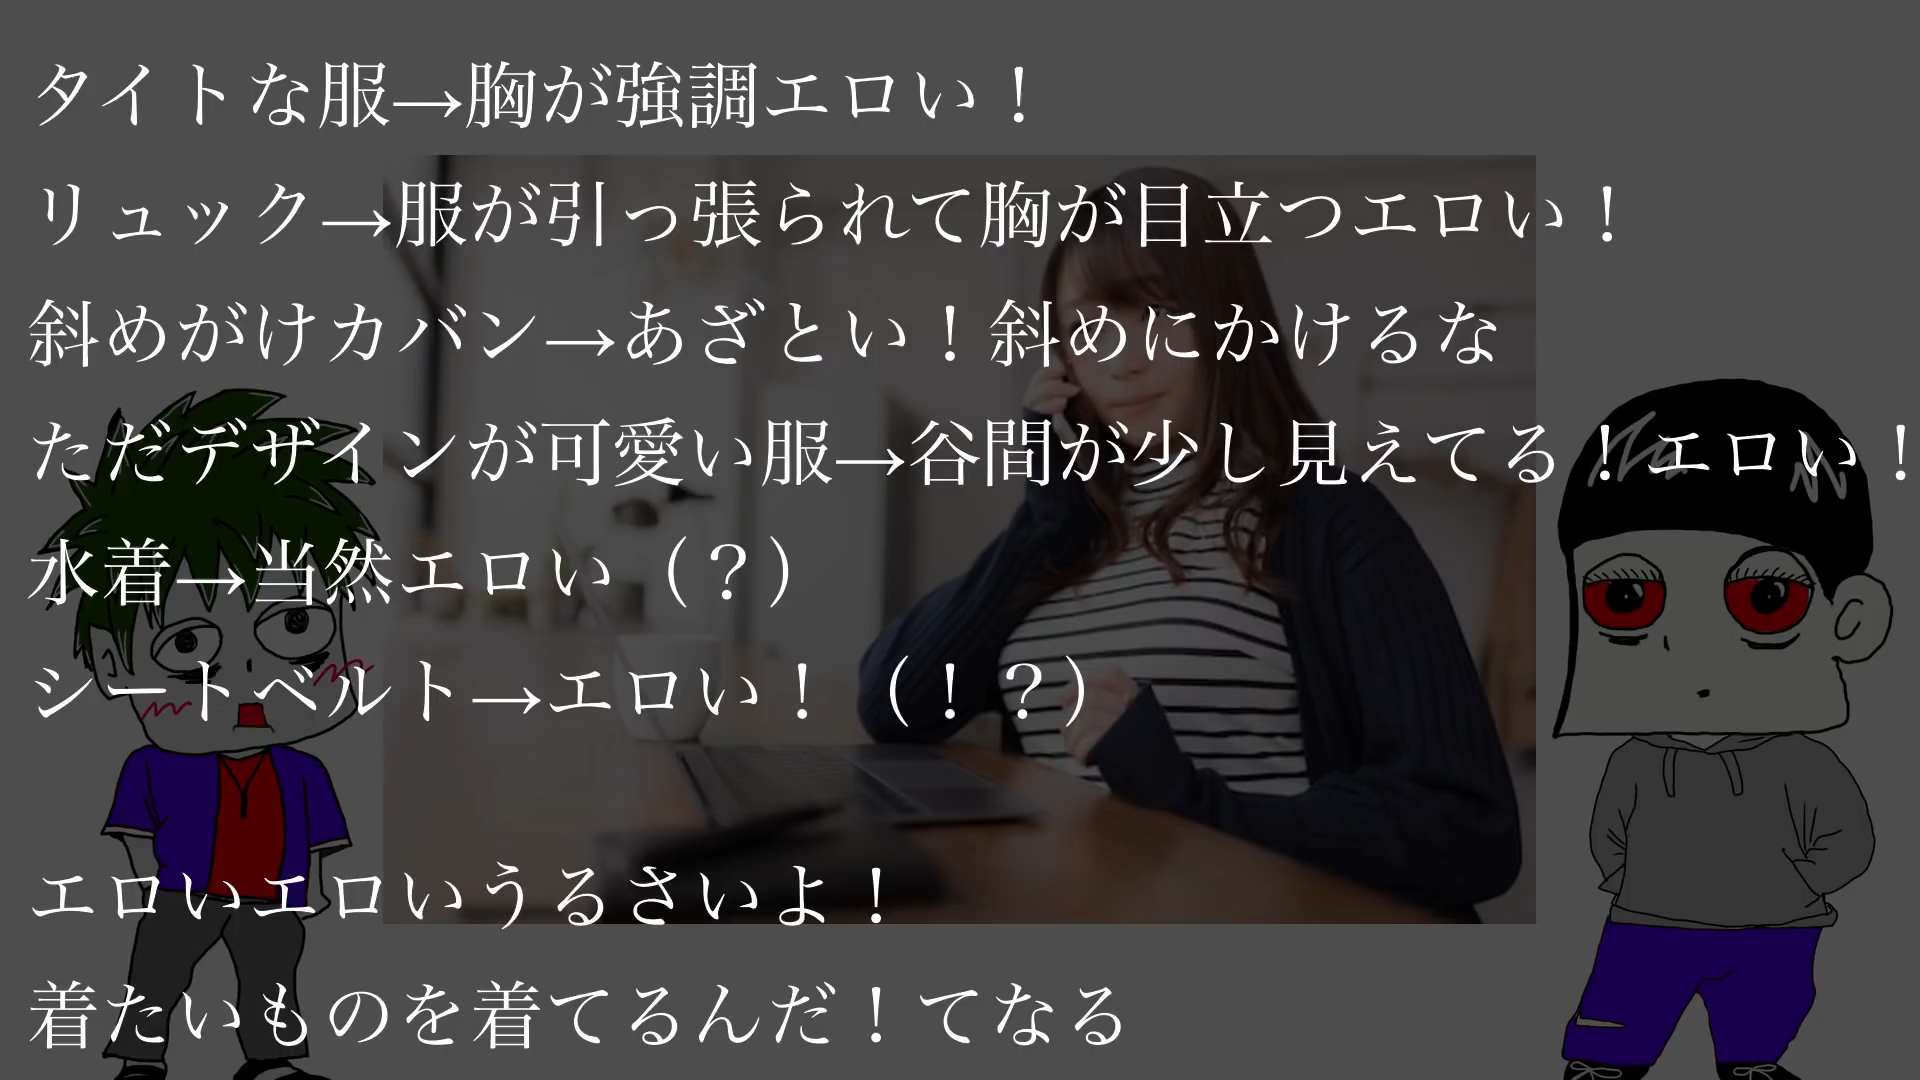 タイトな服→胸が強調エロい！
リュック→服が引っ張られて胸が目立つエロい！
斜めがけカバン→あざとい！斜めにかけるな
ただデザインが可愛い服→谷間が少し見えてる！エロい！
水着→当然エロい（？）
シートベルト→エロい！（！？）
エロいエロいうるさいよ！
着たいものを着てるんだ！てなる